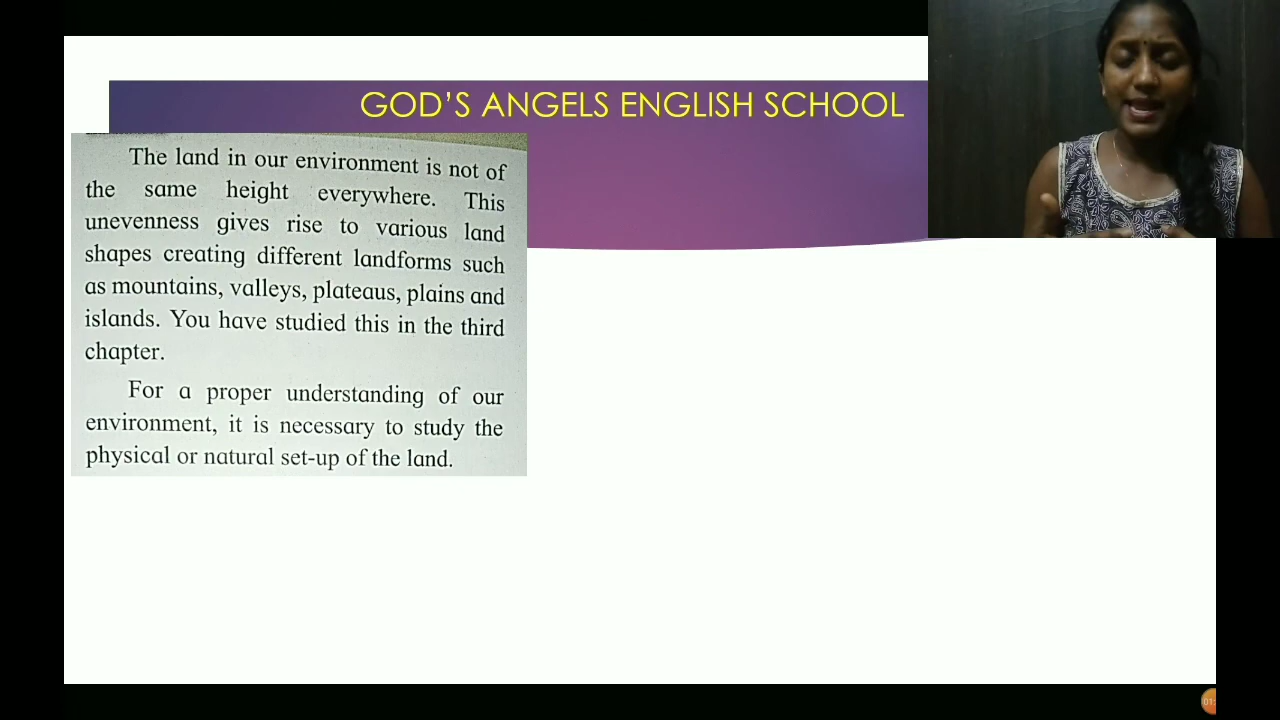 GOD'S ANGELS ENGLISH SCHOOL
The land in our environment is not of
the same height everywhere. This
unevenness gives rise to various land
shapes creating different landforms such
as mountains, valleys, plateaus, plains and
islands. You have studied this in the third
chapter.
For a proper understanding of our
environment, it is necessary to study the
physical or natural set-up of the land.